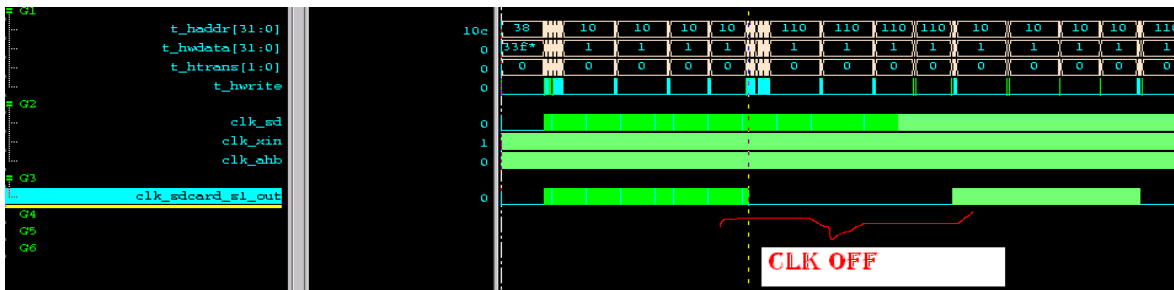 G1
t_haddr[31:0] 10c 38 10 10 10 10 110 110 110 110 10 10 10 10 110
t_hwdata[31:0] 0 33f* 1 1 1 1 1 1 1 1 1 1 1 1 1
t_htrans[1:0] 0 0 0 0 0 0 0 0 0 0 0 0 0 0 0
t_hwrite 0
G2
clk_sd 0
clk_xin 1
clk_ahb 0
G3
clk_sdcard_s1_out 0
G4
G5
G6
CLK OFF